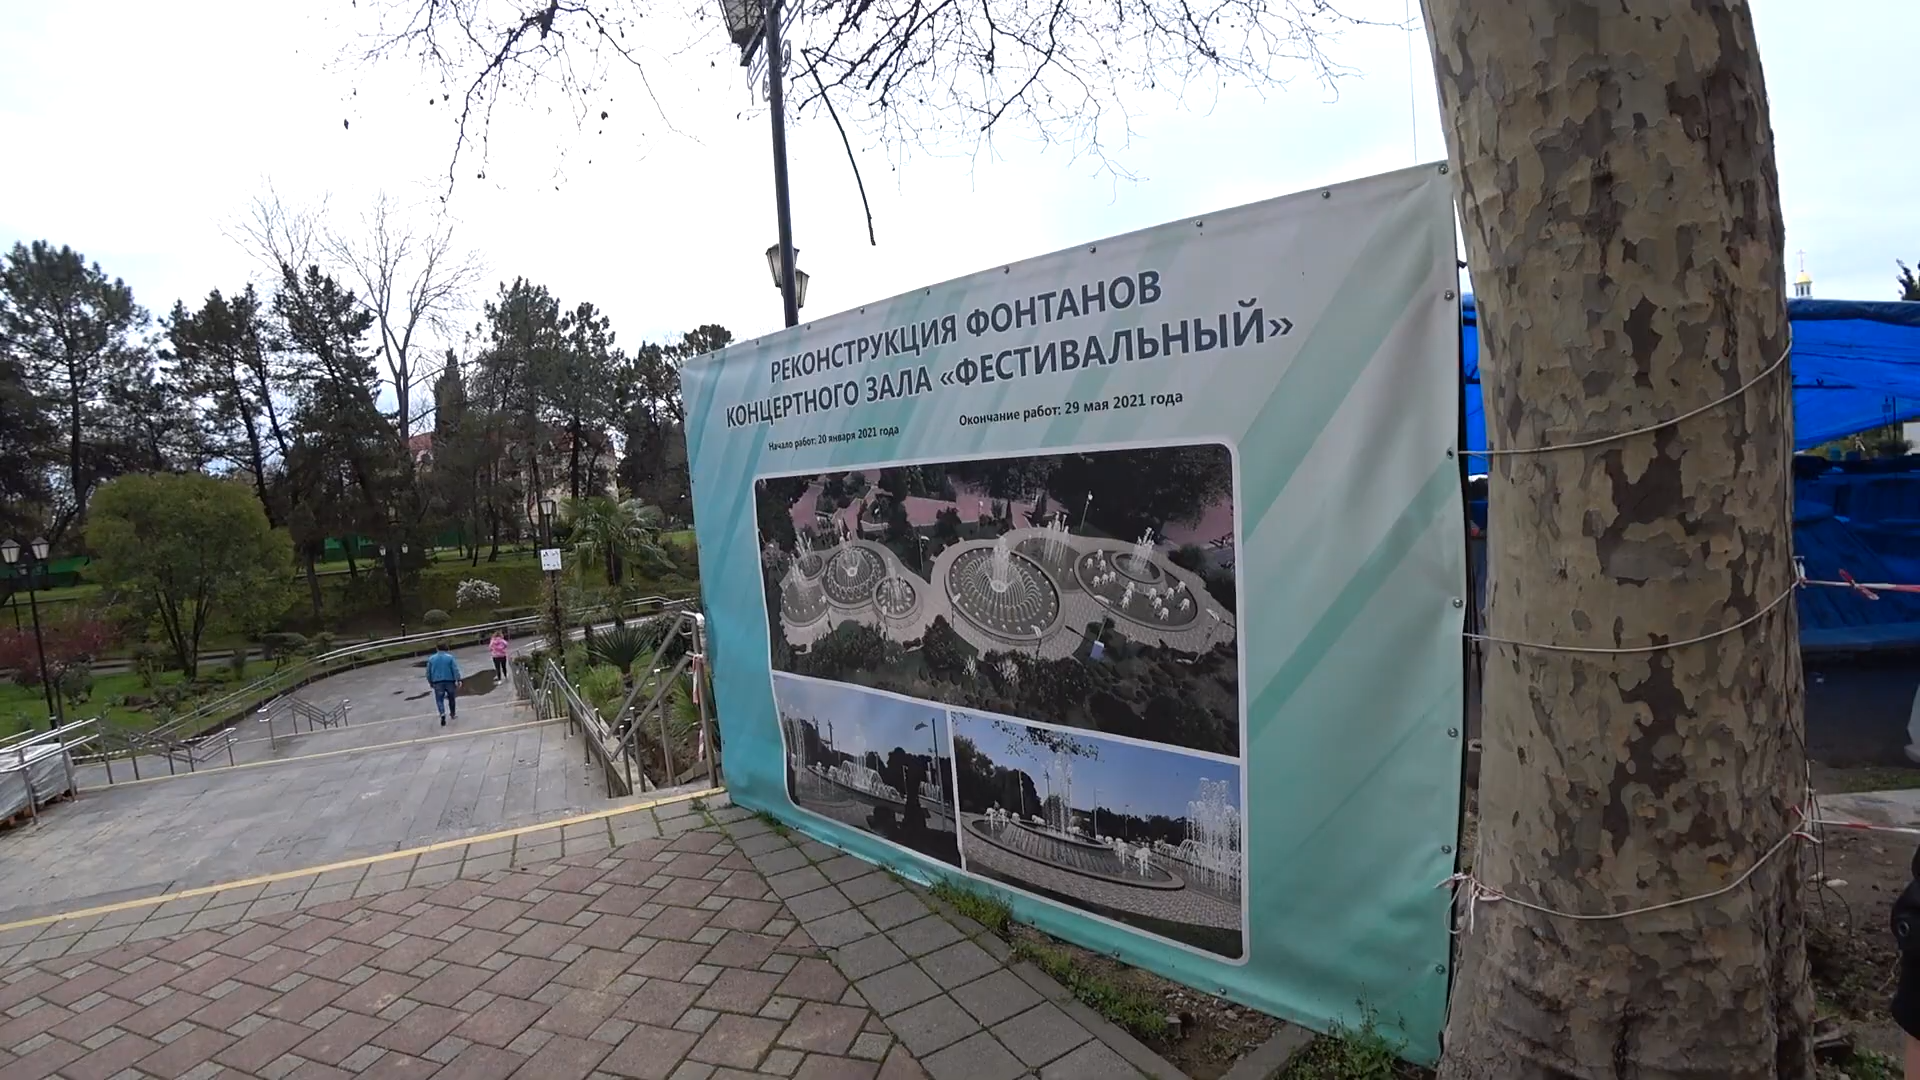 РЕКОНСТРУКЦИЯ ФОНТАНОВ
КОНЦЕРТНОГО ЗАЛА «ФЕСТИВАЛЬНЫЙ»
Начало работ: 20 января 2021 года
Окончание работ: 29 мая 2021 года